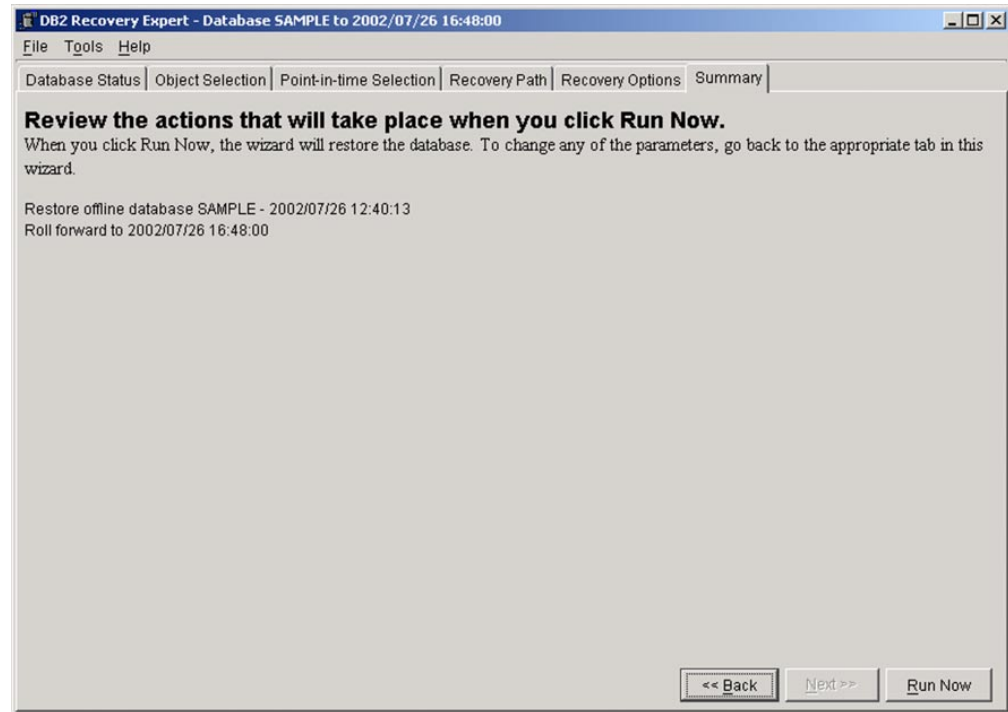 DB2 Recovery Expert - Database SAMPLE to 2002/07/26 16:48:00
File Tools Help
Database Status Object Selection Point-in-time Selection Recovery Path Recovery Options Summary
Review the actions that will take place when you click Run Now.
When you click Run Now, the wizard will restore the database. To change any of the parameters, go back to the appropriate tab in this
wizard.
Restore offline database SAMPLE - 2002/07/26 12:40:13
Roll forward to 2002/07/26 16:48:00
<< Back Next >> Run Now